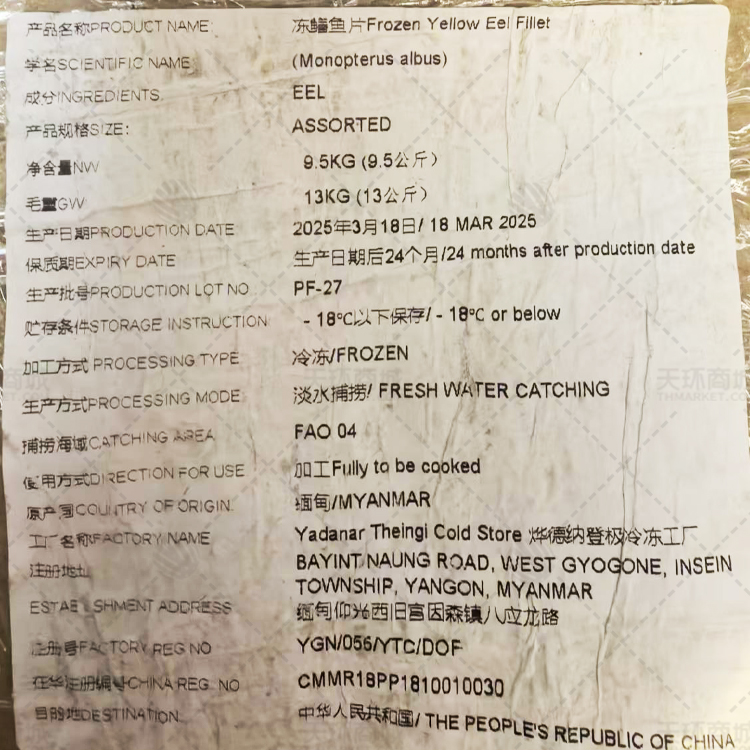 产品名称PRODUCT NAME: 冻鳝鱼片Frozen Yellow Eel Fillet
学名SCIENTIFIC NAME: (Monopterus albus)
成分INGREDIENTS: EEL
产品规格SIZE: ASSORTED
净含量NW 9.5KG (9.5公斤)
毛重GW 13KG (13公斤)
生产日期PRODUCTION DATE 2025年3月18日/ 18 MAR 2025
保质期EXPIRY DATE 生产日期后24个月/24 months after production date
生产批号PRODUCTION LOT NO PF-27
贮存条件STORAGE INSTRUCTION - 18℃以下保存/ - 18℃ or below
加工方式 PROCESSING TYPE 冷冻/FROZEN
生产方式PROCESSING MODE 淡水捕捞/ FRESH WATER CATCHING
捕捞海域CATCHING AREA FAO 04
使用方式DIRECTION FOR USE 加工Fully to be cooked
原产国COUNTRY OF ORIGIN: 缅甸/MYANMAR
工厂名称FACTORY NAME Yadanar Theingi Cold Store 烨德纳登极冷冻工厂
注册地址 BAYINT NAUNG ROAD, WEST GYOGONE, INSEIN
TOWNSHIP, YANGON, MYANMAR
ESTABLISHMENT ADDRESS 缅甸仰光西旧宫因森镇八应龙路
注册号FACTORY REG NO YGN/056/YTC/DOF
在华注册编号CHINA REG. NO CMMR18PP1810010030
目的地DESTINATION: 中华人民共和国/ THE PEOPLE'S REPUBLIC OF CHINA
天环商城
THMARKET.CO